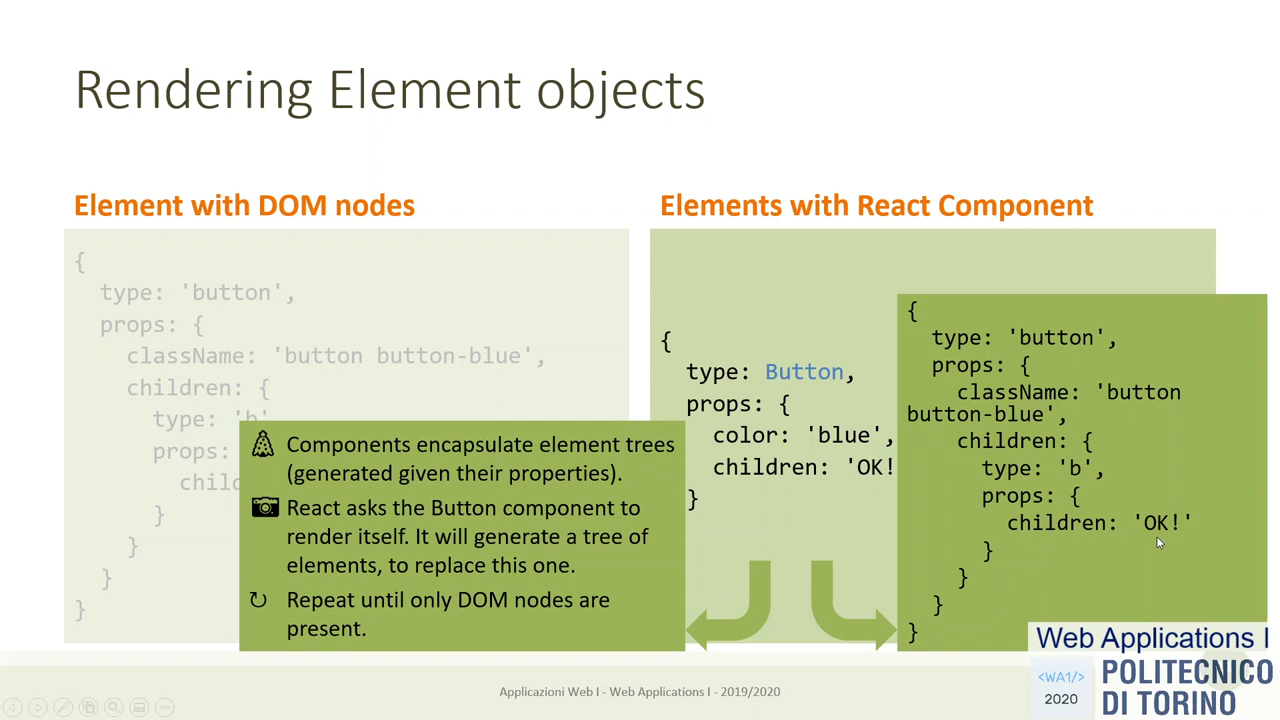 Rendering Element objects
Element with DOM nodes
{
type: 'button',
props: {
className: 'button button-blue',
children: {
type: 'b'
props:
}
}
}
}
Components encapsulate element trees
(generated given their properties).
React asks the Button component to
render itself. It will generate a tree of
elements, to replace this one.
Repeat until only DOM nodes are
present.
Elements with React Component
{
type: Button,
props: {
color: 'blue',
children: 'OK!
}
{
type: 'button',
props: {
className: 'button
button-blue',
children: {
type: 'b',
props: {
children: 'OK!'
}
}
}
}
Applicazioni Web I - Web Applications I - 2019/2020
Web Applications I
<WA1/>
2020
POLITECNICO
DI TORINO